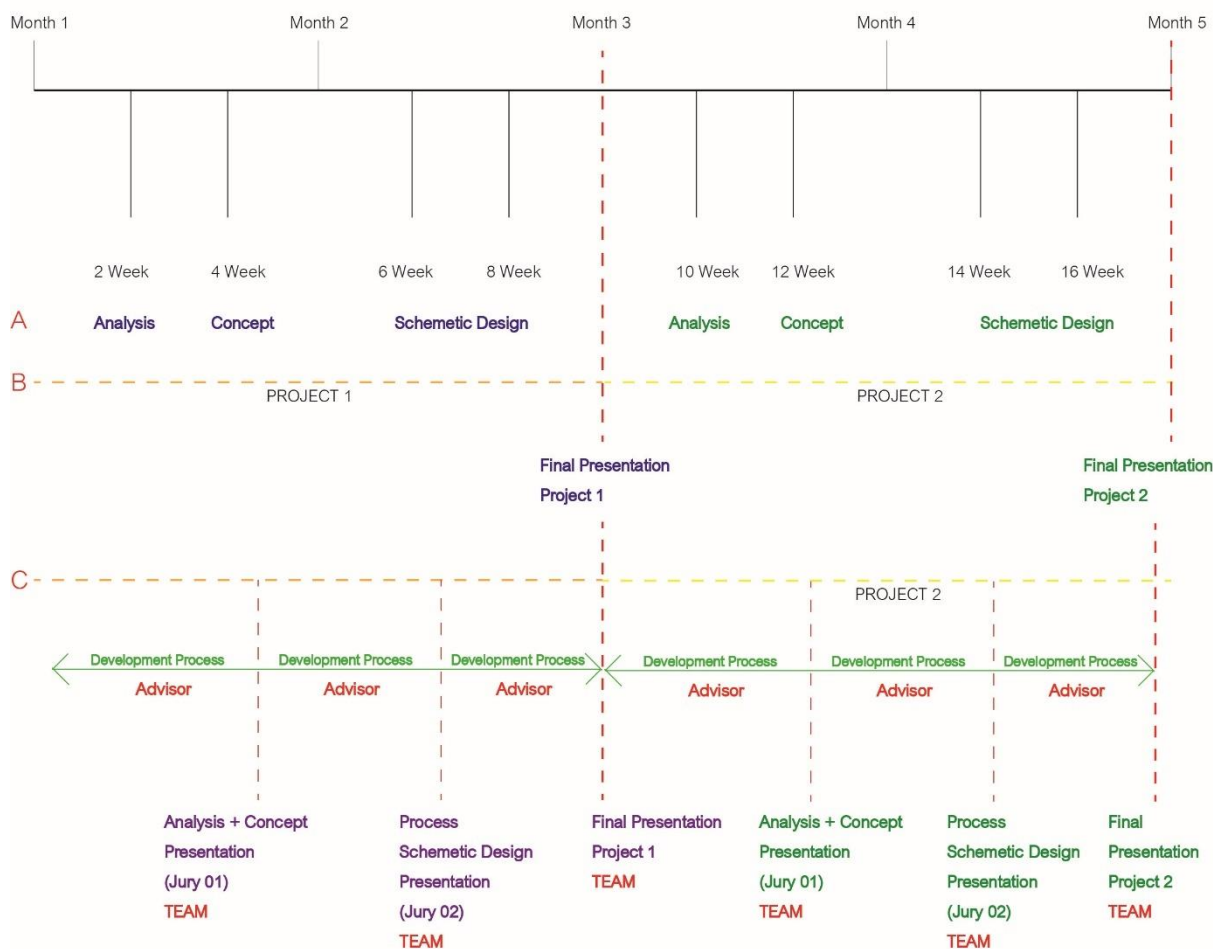 Month 1 Month 2 Month 3 Month 4 Month 5
2 Week 4 Week 6 Week 8 Week 10 Week 12 Week 14 Week 16 Week
A Analysis Concept Schemetic Design Analysis Concept Schemetic Design
B
PROJECT 1 PROJECT 2
Final Presentation Final Presentation
Project 1 Project 2
C
PROJECT 2
Development Process Development Process Development Process Development Process Development Process Development Process
Advisor Advisor Advisor Advisor Advisor Advisor
Analysis + Concept
Presentation
(Jury 01)
TEAM
Process
Schemetic Design
Presentation
(Jury 02)
TEAM
Final Presentation
Project 1
TEAM
Analysis + Concept
Presentation
(Jury 01)
TEAM
Process
Schemetic Design
Presentation
(Jury 02)
TEAM
Final
Presentation
Project 2
TEAM